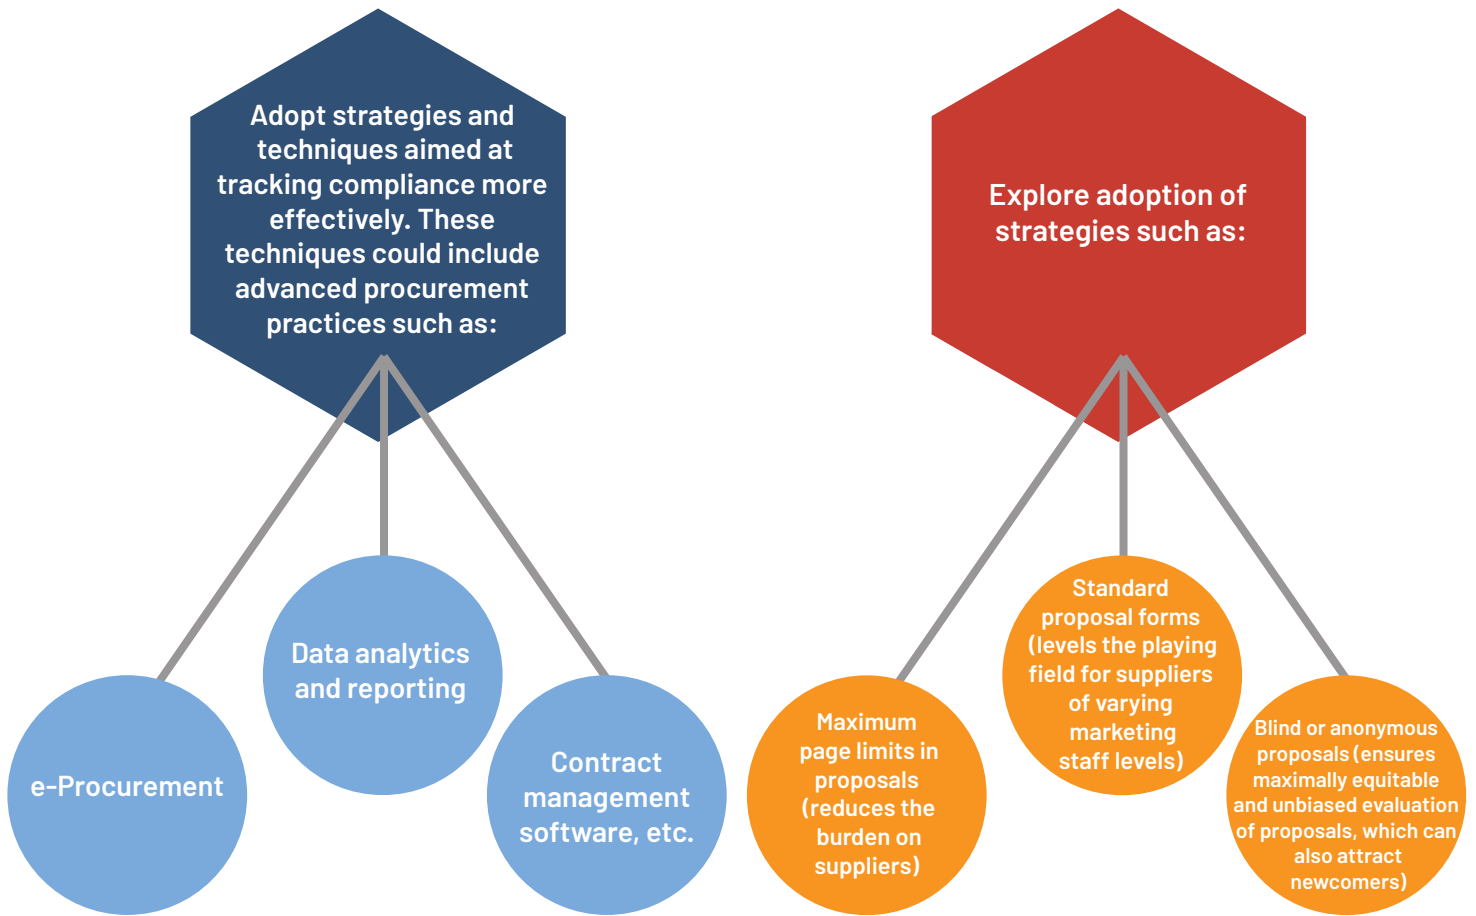 Adopt strategies and
techniques aimed at
tracking compliance more
effectively. These
techniques could include
advanced procurement
practices such as:
e-Procurement
Data analytics
and reporting
Contract
management
software, etc.
Explore adoption of
strategies such as:
Maximum
page limits in
proposals
(reduces the
burden on
suppliers)
Standard
proposal forms
(levels the playing
field for suppliers
of varying
marketing
staff levels)
Blind or anonymous
proposals (ensures
maximally equitable
and unbiased evaluation
of proposals, which can
also attract
newcomers)